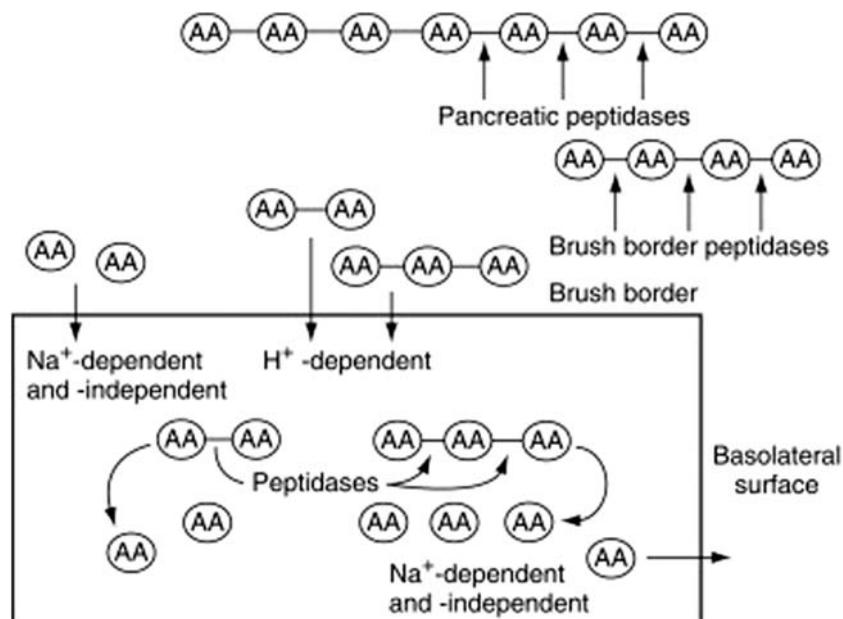 AA AA AA AA AA AA AA
Pancreatic peptidases
AA AA AA AA
AA AA
AA AA
AA AA AA
Brush border peptidases
Brush border
Na⁺-dependent
and -independent
H⁺ -dependent
AA AA
AA AA AA
Peptidases
Basolateral
surface
AA
AA AA AA
AA
AA
Na⁺-dependent
and -independent